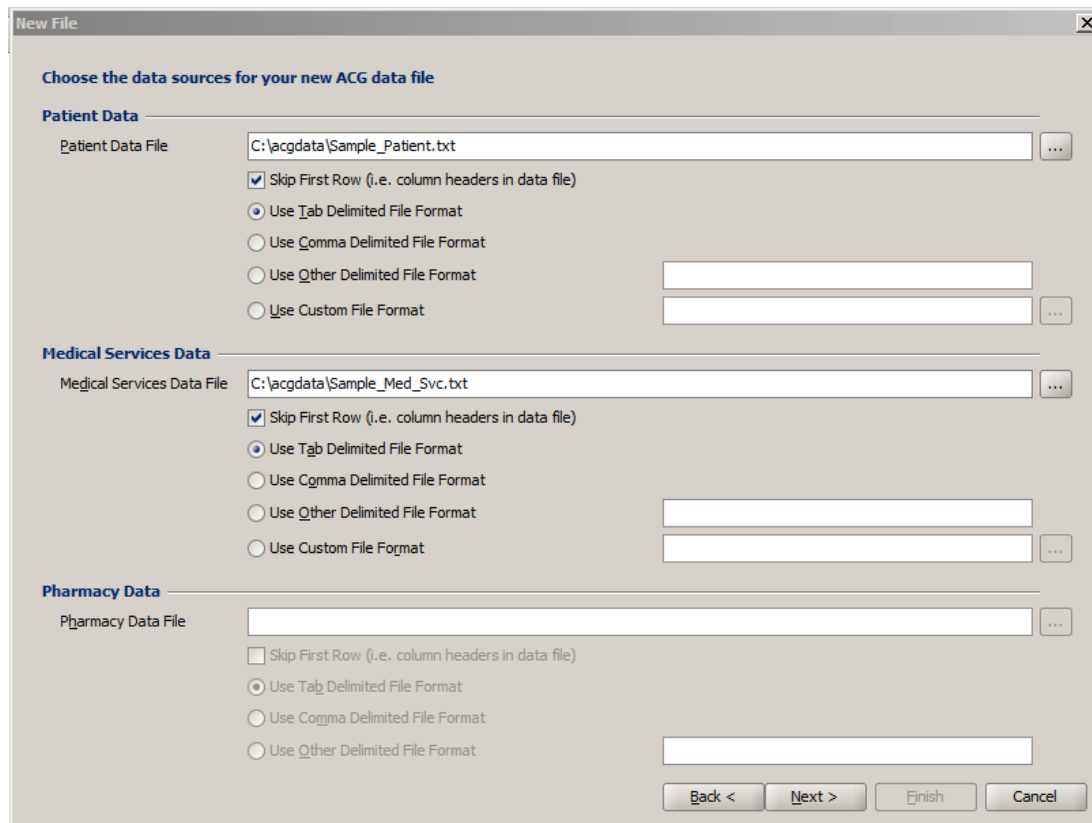 New File
Choose the data sources for your new ACG data file
Patient Data
Patient Data File C:\acgdata\Sample_Patient.txt ...
Skip First Row (i.e. column headers in data file)
Use Tab Delimited File Format
Use Comma Delimited File Format
Use Other Delimited File Format
Use Custom File Format ...
Medical Services Data
Medical Services Data File C:\acgdata\Sample_Med_Svc.txt ...
Skip First Row (i.e. column headers in data file)
Use Tab Delimited File Format
Use Comma Delimited File Format
Use Other Delimited File Format
Use Custom File Format ...
Pharmacy Data
Pharmacy Data File ...
Skip First Row (i.e. column headers in data file)
Use Tab Delimited File Format
Use Comma Delimited File Format
Use Other Delimited File Format
Back < Next > Finish Cancel